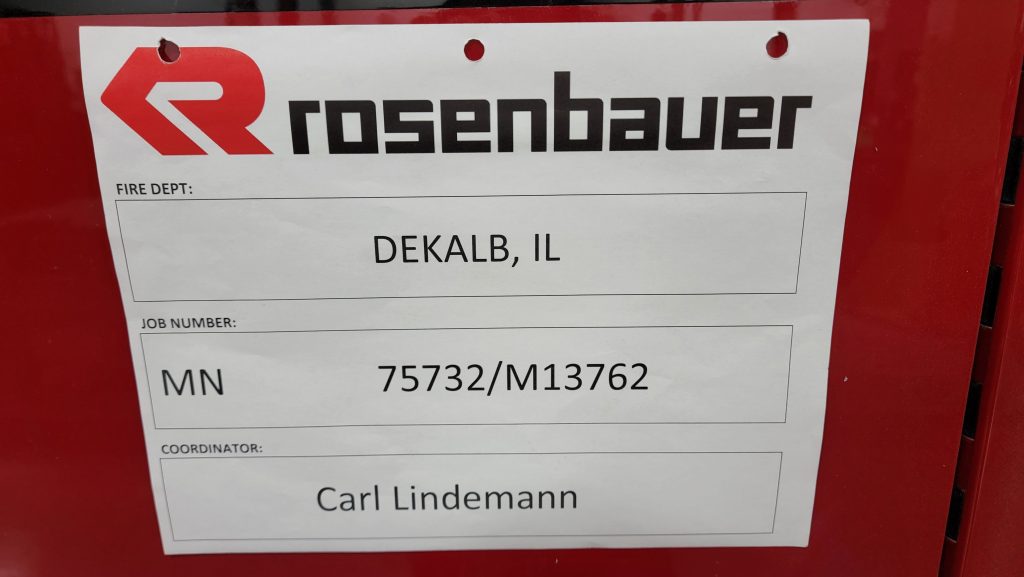 rosenbauer
FIRE DEPT:
DEKALB, IL
JOB NUMBER:
MN 75732/M13762
COORDINATOR:
Carl Lindemann